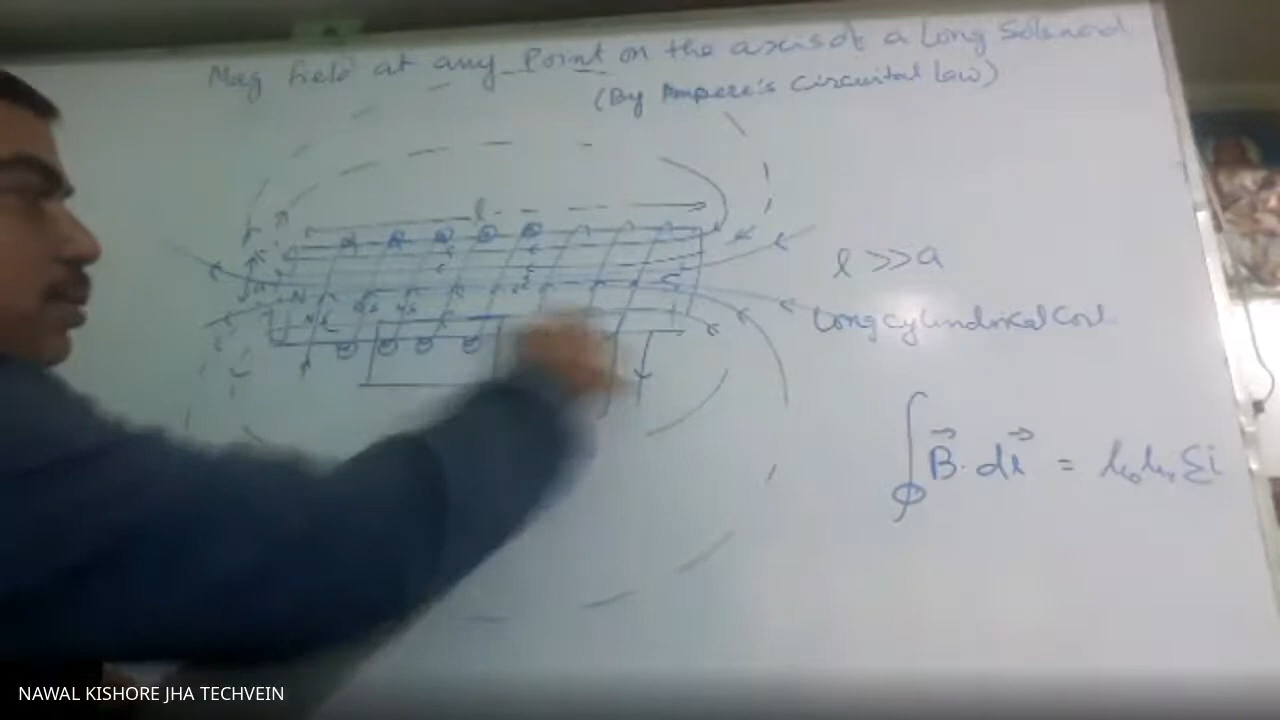 Mag field at any Point on the axis of a Long Solenoid
(By Ampere's circuital law)
l
l >> a
N
S
Long cylindrical Coil
∮ B⃗. dl⃗ = μ₀μᵣ Σi
NAWAL KISHORE JHA TECHVEIN